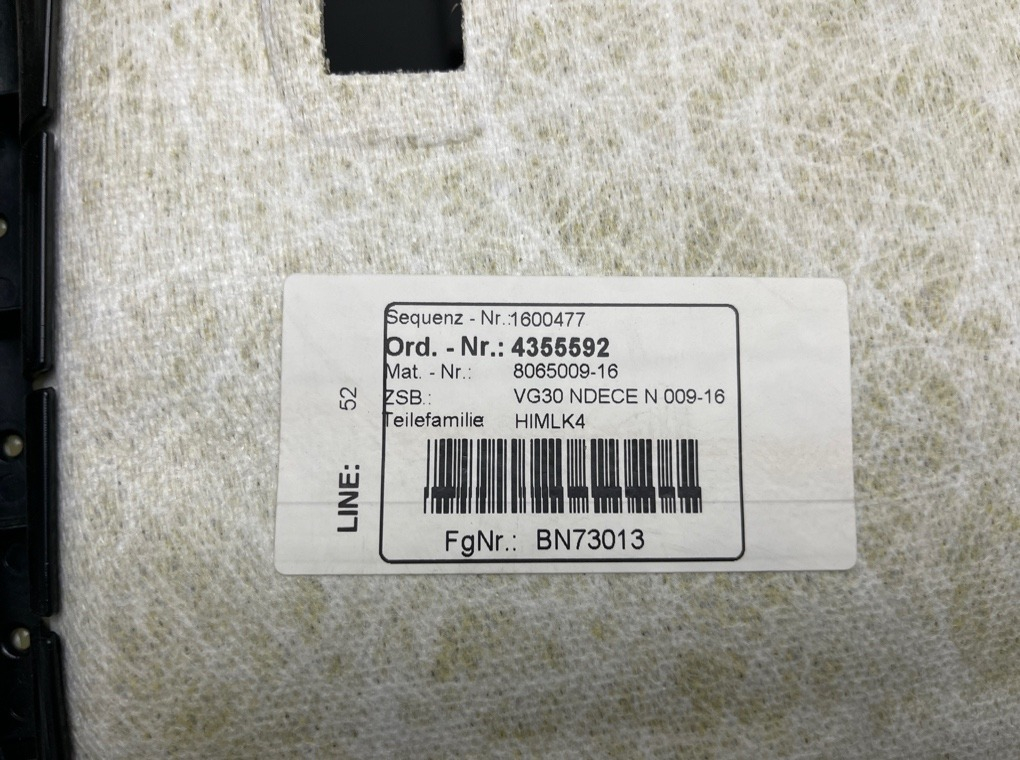 Sequenz - Nr.:1600477
Ord. - Nr.: 4355592
Mat. - Nr.: 8065009-16
ZSB.: VG30 NDECE N 009-16
Teilefamilie: HIMLK4
FgNr.: BN73013
LINE: 52